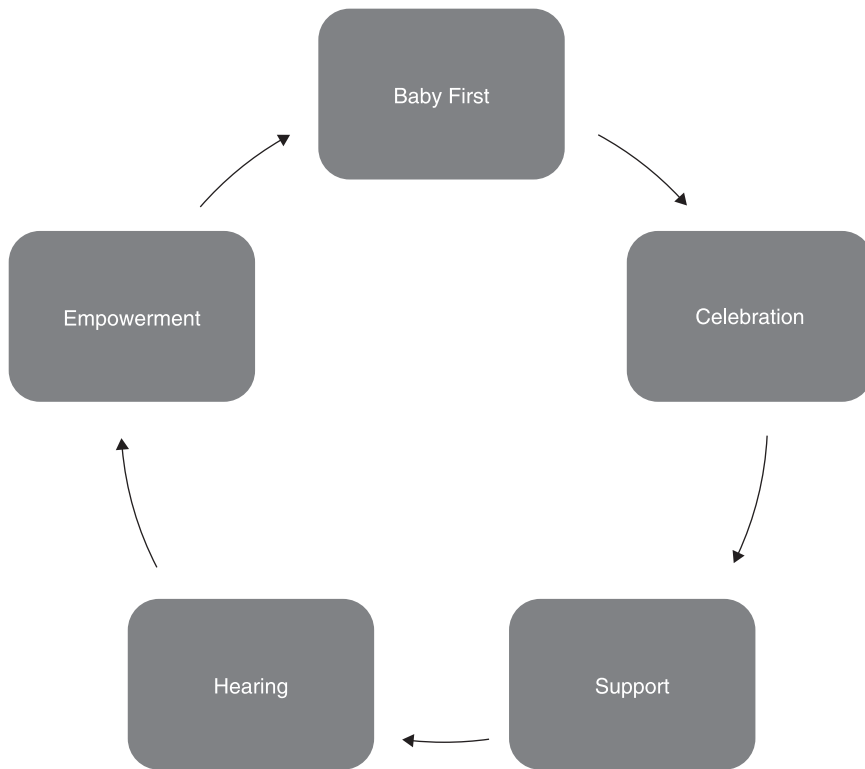 Baby First
Celebration
Support
Hearing
Empowerment